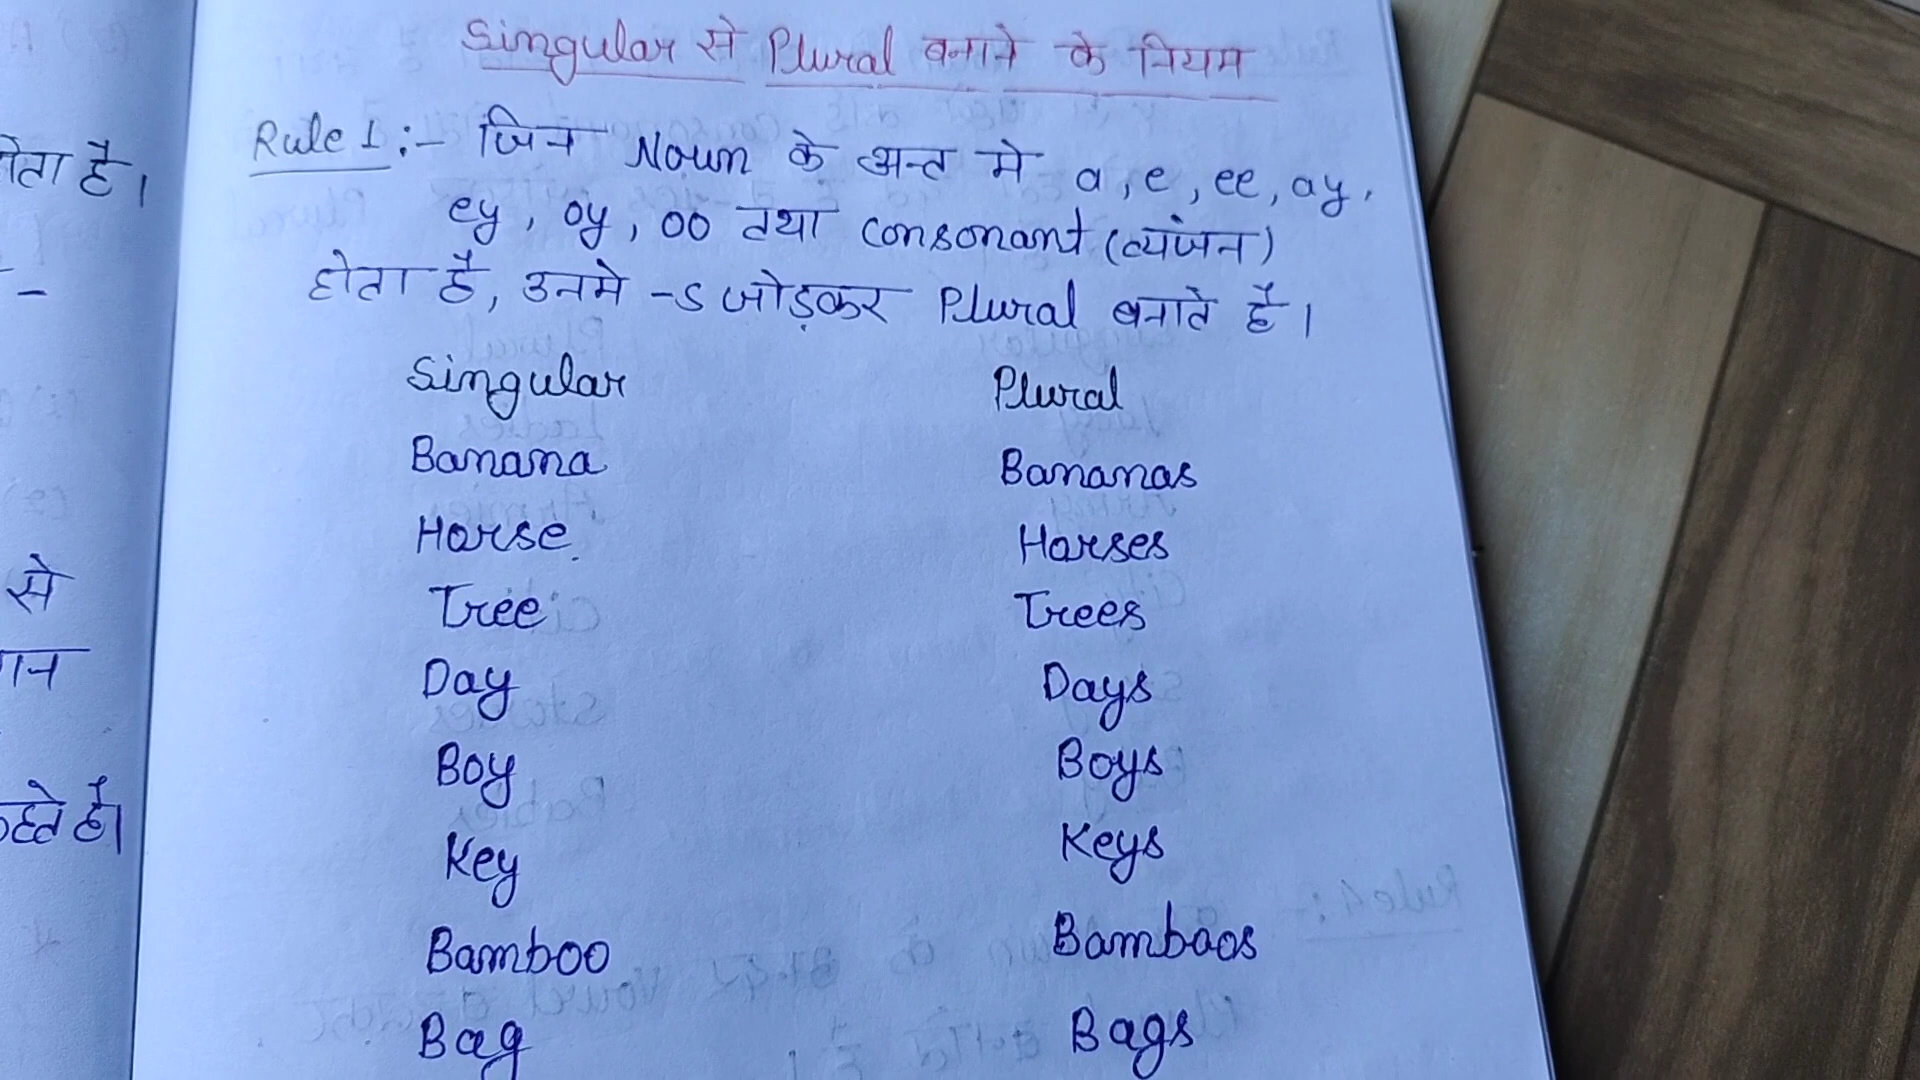 Singular से Plural बनाने के नियम
Rule 1 :- जिन Noun के अन्त मे a, e, ee, ay,
ey, oy, oo तथा consonant (व्यंजन)
होता है, उनमे -s जोड़कर Plural बनाते है।
Singular Plural
Banana Bananas
Horse Horses
Tree Trees
Day Days
Boy Boys
Key Keys
Bamboo Bamboos
Bag Bags
है।
से
है।